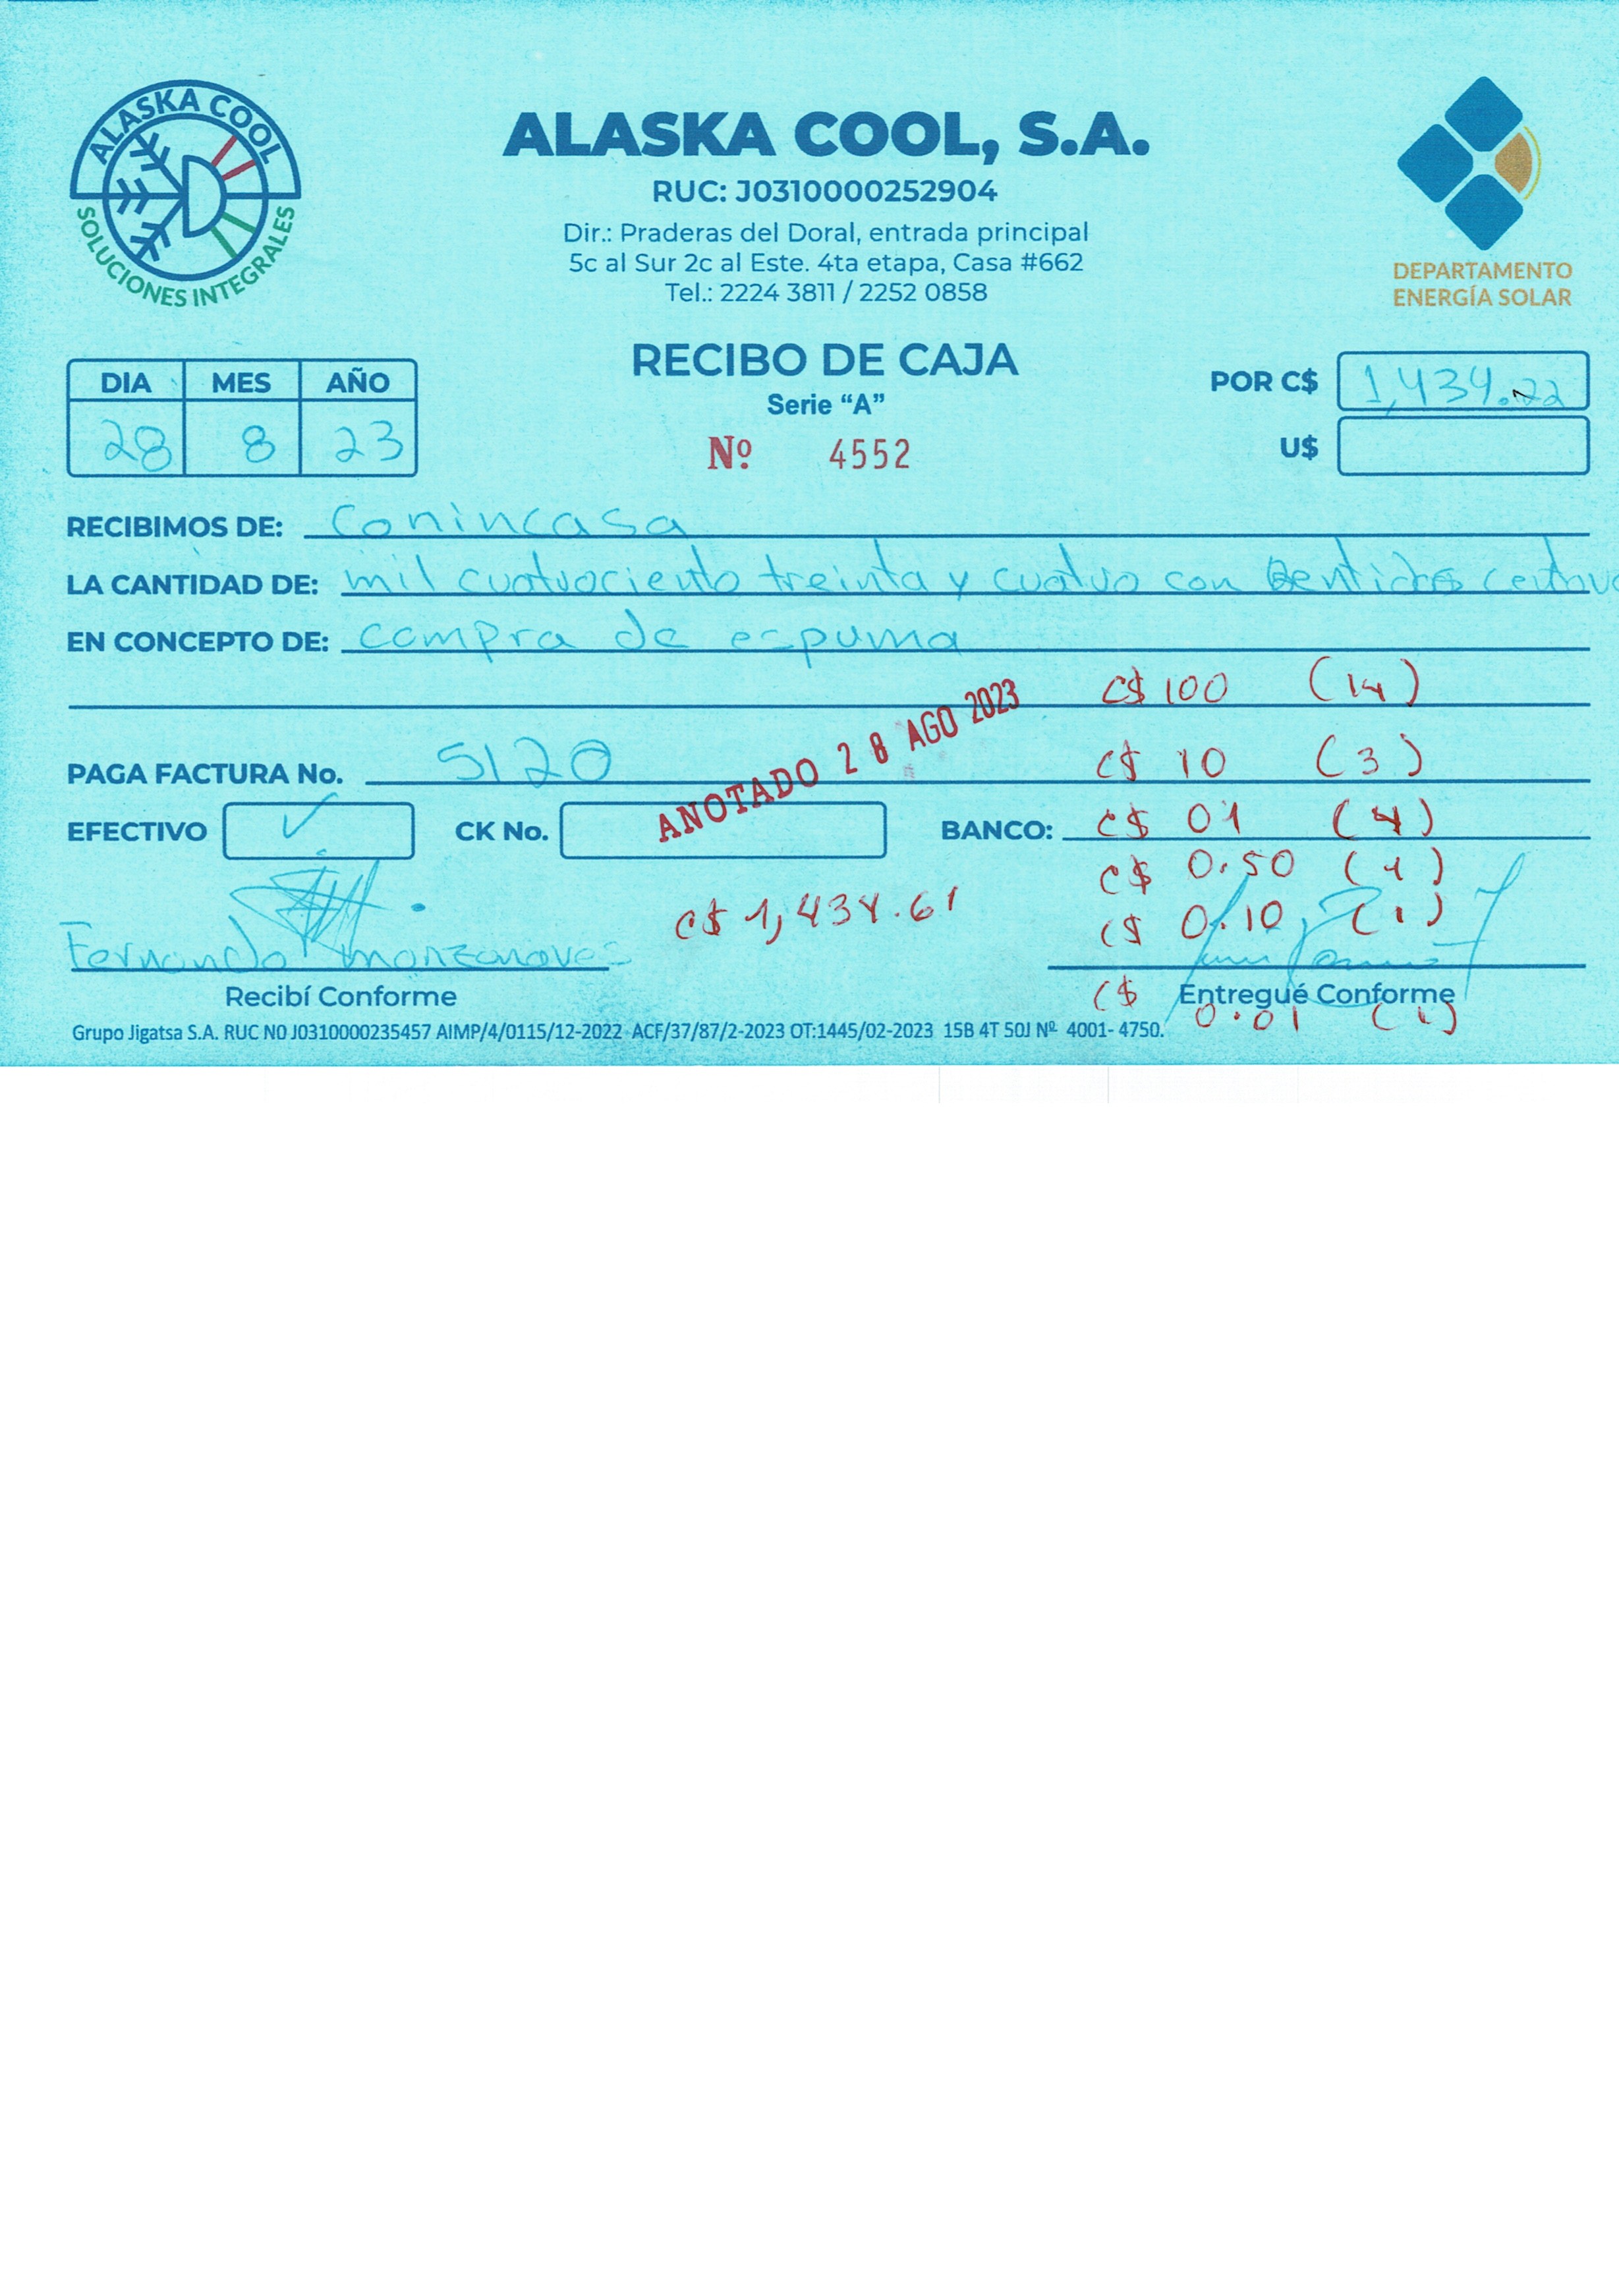 ALASKA COOL
SOLUCIONES INTEGRALES
ALASKA COOL, S.A.
RUC: J0310000252904
Dir.: Praderas del Doral, entrada principal
5c al Sur 2c al Este. 4ta etapa, Casa #662
Tel.: 2224 3811 / 2252 0858
DEPARTAMENTO
ENERGÍA SOLAR
RECIBO DE CAJA
Serie “A”
Nº 4552
DIA MES AÑO
28 8 23
POR C$ 1,434.22
U$
RECIBIMOS DE: Conincasa
LA CANTIDAD DE: mil cuatrociento treinta y cuatro con centavo
EN CONCEPTO DE: compra de espuma
C$ 100 (14)
PAGA FACTURA No. 5120
C$ 10 (3)
ANOTADO 28 AGO 2023
EFECTIVO ✓ CK No. BANCO: C$ 01 (4)
C$ 0.50 (1)
C$ 1,434.61
C$ 0.10 (1)
Fernando manzanares
Recibí Conforme
Entregué Conforme
C$ 0.01 (1)
Grupo Jigatsa S.A. RUC N0 J0310000235457 AIMP/4/0115/12-2022 ACF/37/87/2-2023 OT:1445/02-2023 15B 4T 50J Nº 4001- 4750.